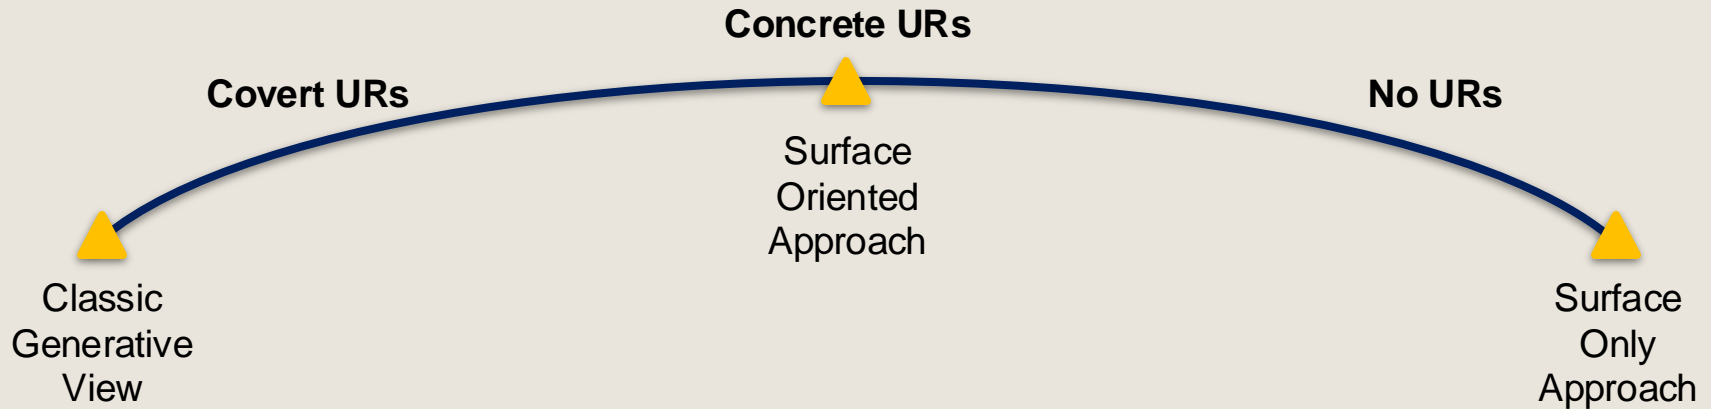 Concrete URs
Covert URs
No URs
Surface
Oriented
Approach
Classic
Generative
View
Surface
Only
Approach